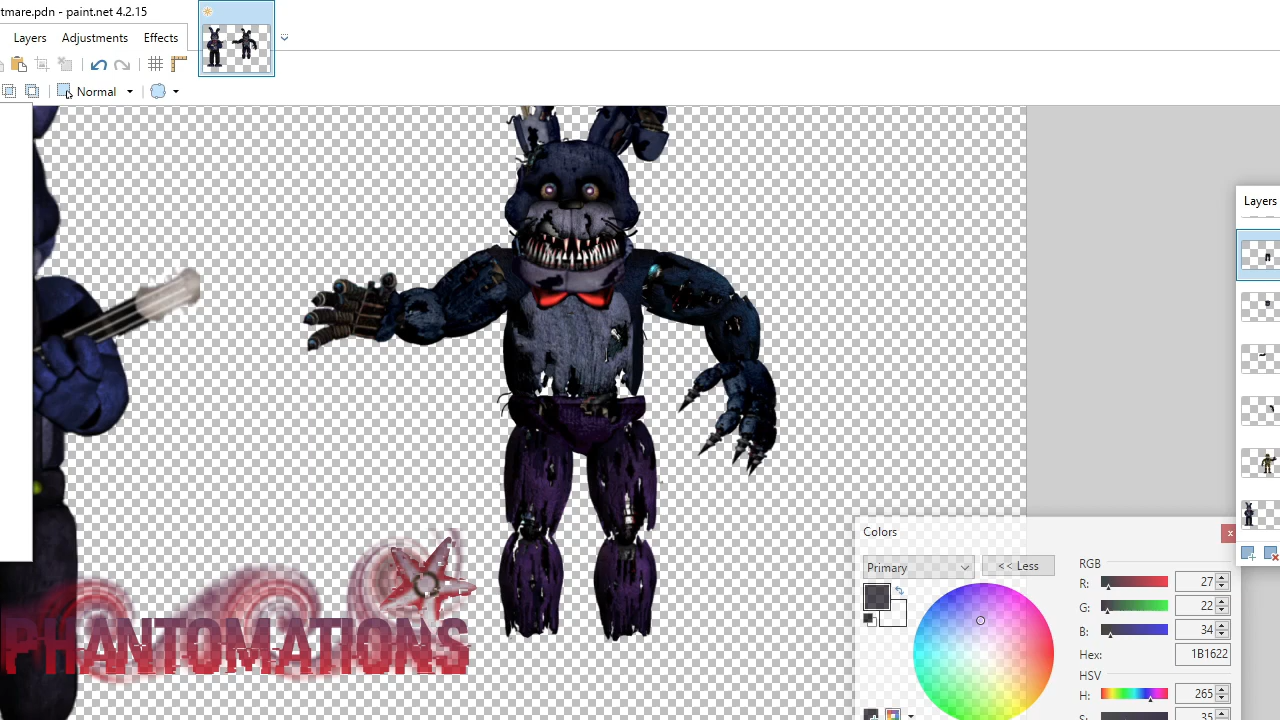 tmare.pdn - paint.net 4.2.15
Layers Adjustments Effects
Normal
Layers
Colors
Primary
<< Less
RGB
R: 27
G: 22
B: 34
Hex: 1B1622
HSV
H: 265
S: 35
PHANTOMATIONS